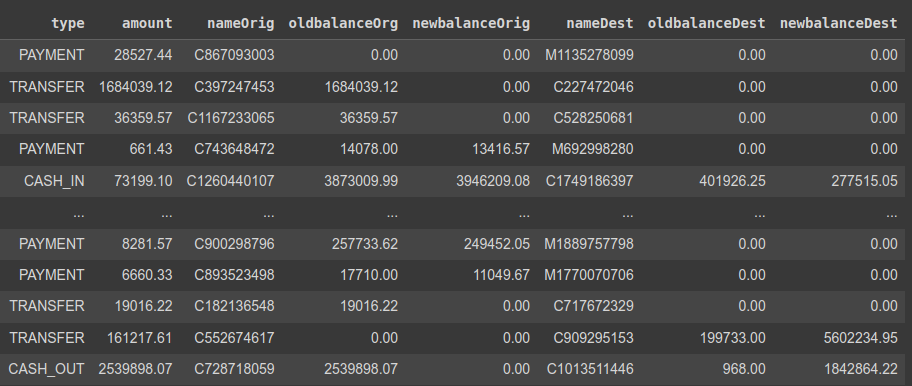 type amount nameOrig oldbalanceOrg newbalanceOrig nameDest oldbalanceDest newbalanceDest
PAYMENT 28527.44 C867093003 0.00 0.00 M1135278099 0.00 0.00
TRANSFER 1684039.12 C397247453 1684039.12 0.00 C227472046 0.00 0.00
TRANSFER 36359.57 C1167233065 36359.57 0.00 C528250681 0.00 0.00
PAYMENT 661.43 C743648472 14078.00 13416.57 M692998280 0.00 0.00
CASH_IN 73199.10 C1260440107 3873009.99 3946209.08 C1749186397 401926.25 277515.05
... ... ... ... ... ... ... ...
PAYMENT 8281.57 C900298796 257733.62 249452.05 M1889757798 0.00 0.00
PAYMENT 6660.33 C893523498 17710.00 11049.67 M1770070706 0.00 0.00
TRANSFER 19016.22 C182136548 19016.22 0.00 C717672329 0.00 0.00
TRANSFER 161217.61 C552674617 0.00 0.00 C909295153 199733.00 5602234.95
CASH_OUT 2539898.07 C728718059 2539898.07 0.00 C1013511446 968.00 1842864.22